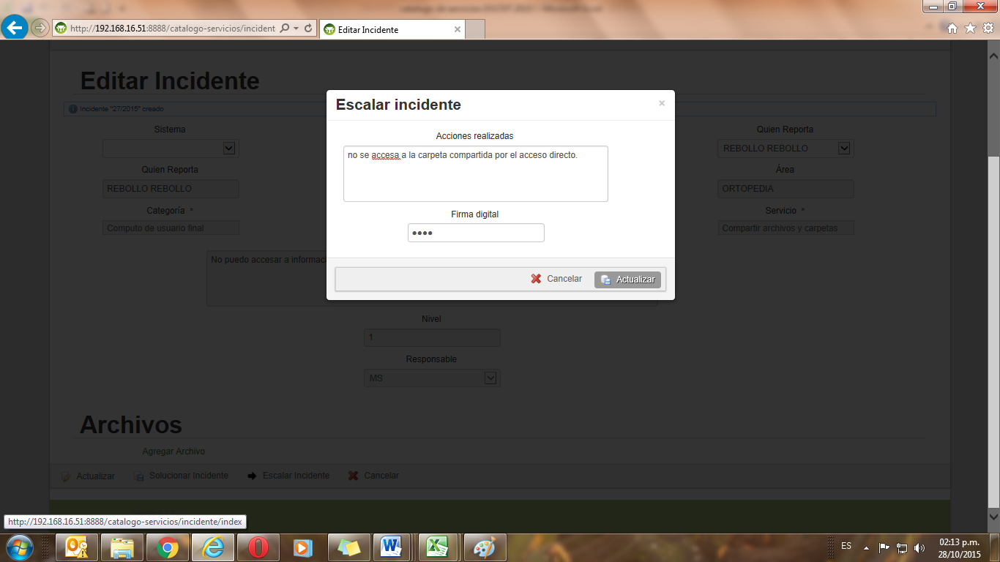 http://192.168.16.51:8888/catalogo-servicios/incident
Editar Incidente
Editar Incidente
Incidente "27/2015" creado
Sistema
Quien Reporta
REBOLLO REBOLLO
Quien Reporta
Área
REBOLLO REBOLLO
ORTOPEDIA
Categoría *
Servicio *
Computo de usuario final
Compartir archivos y carpetas
No puedo accesar a informaci
Escalar incidente
×
Acciones realizadas
no se accesa a la carpeta compartida por el acceso directo.
Firma digital
Cancelar
Actualizar
Nivel
1
Responsable
MS
Archivos
Agregar Archivo
Actualizar
Solucionar Incidente
Escalar Incidente
Cancelar
http://192.168.16.51:8888/catalogo-servicios/incidente/index
ES
02:13 p.m.
28/10/2015